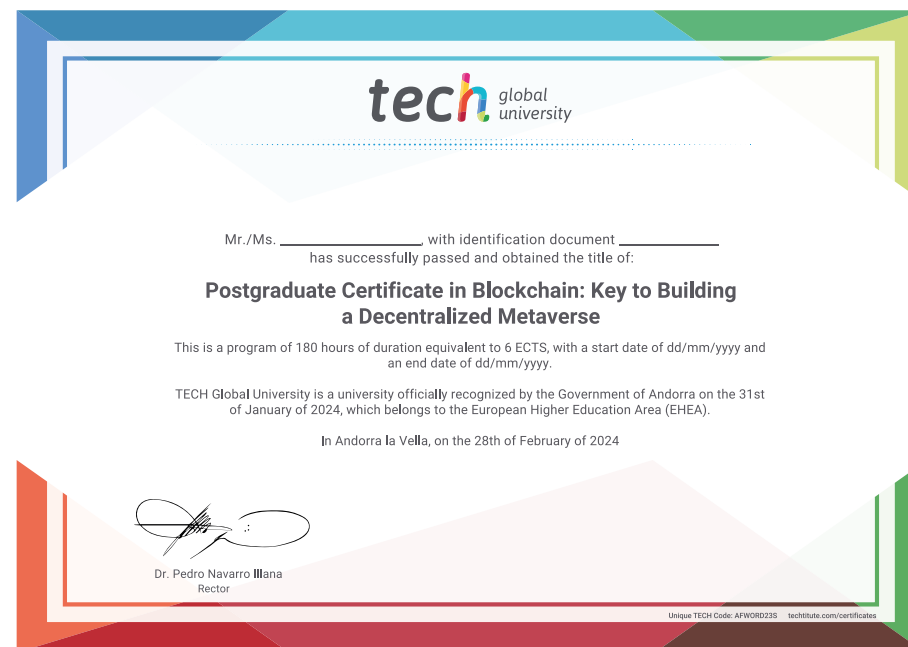 tech global
university
Mr./Ms. ____________________, with identification document ______________
has successfully passed and obtained the title of:
Postgraduate Certificate in Blockchain: Key to Building
a Decentralized Metaverse
This is a program of 180 hours of duration equivalent to 6 ECTS, with a start date of dd/mm/yyyy and
an end date of dd/mm/yyyy.
TECH Global University is a university officially recognized by the Government of Andorra on the 31st
of January of 2024, which belongs to the European Higher Education Area (EHEA).
In Andorra la Vella, on the 28th of February of 2024
Dr. Pedro Navarro Illana
Rector
Unique TECH Code: AFWORD23S techtitute.com/certificates